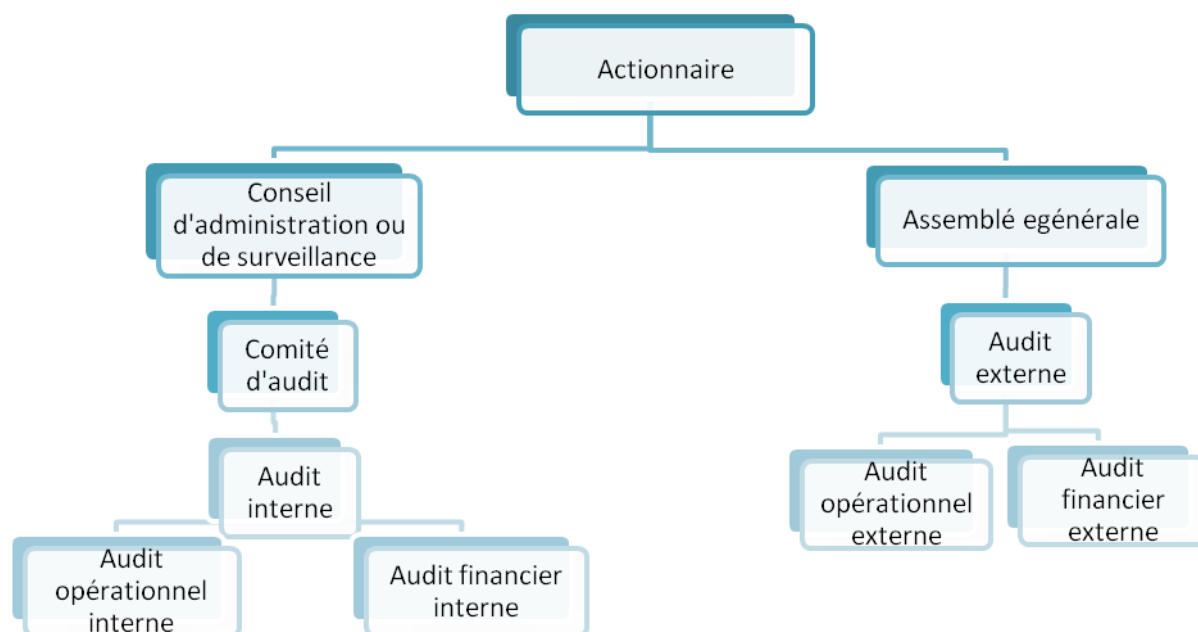 Actionnaire
Conseil
d'administration ou
de surveillance
Assemblé egénérale
Comité
d'audit
Audit
externe
Audit
interne
Audit
opérationnel
externe
Audit
financier
externe
Audit
opérationnel
interne
Audit financier
interne